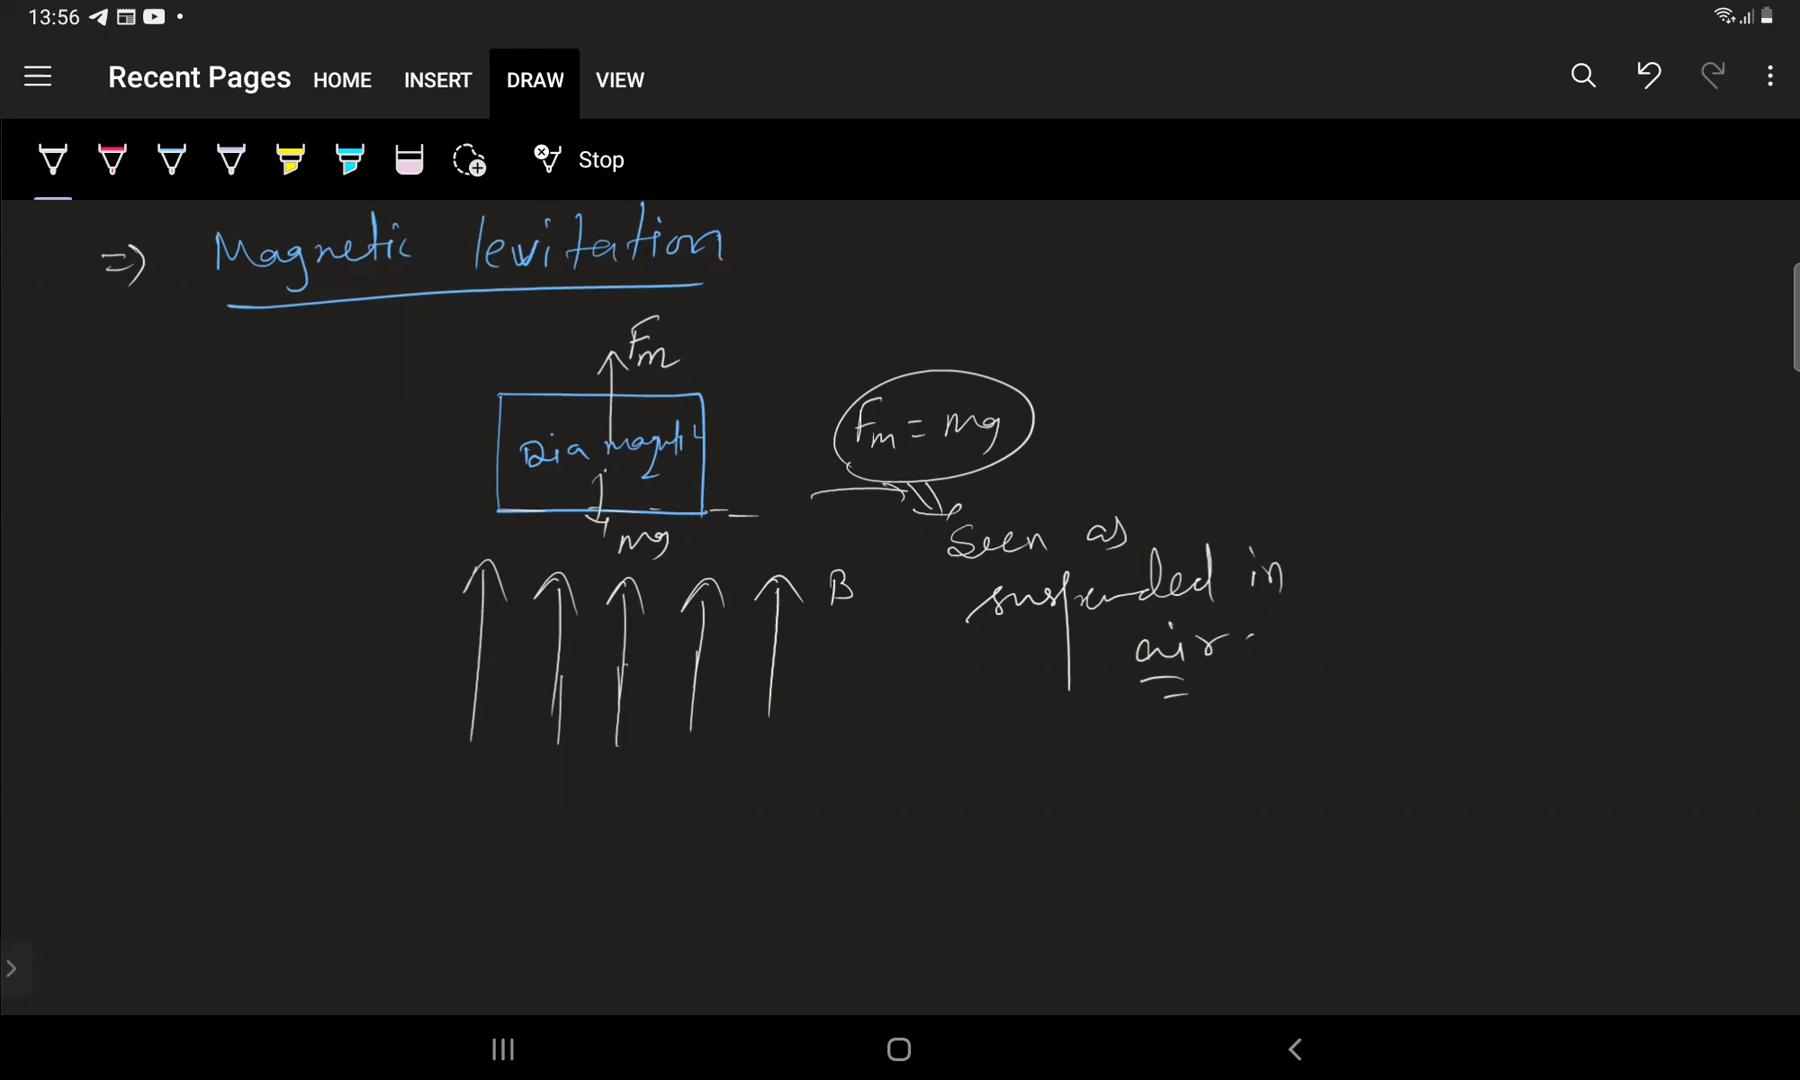 13:56
Recent Pages HOME INSERT DRAW VIEW
Stop
=> Magnetic levitation
Fm
Dia magneti
Fm = mg
mg
Seen as
suspended in
air
B